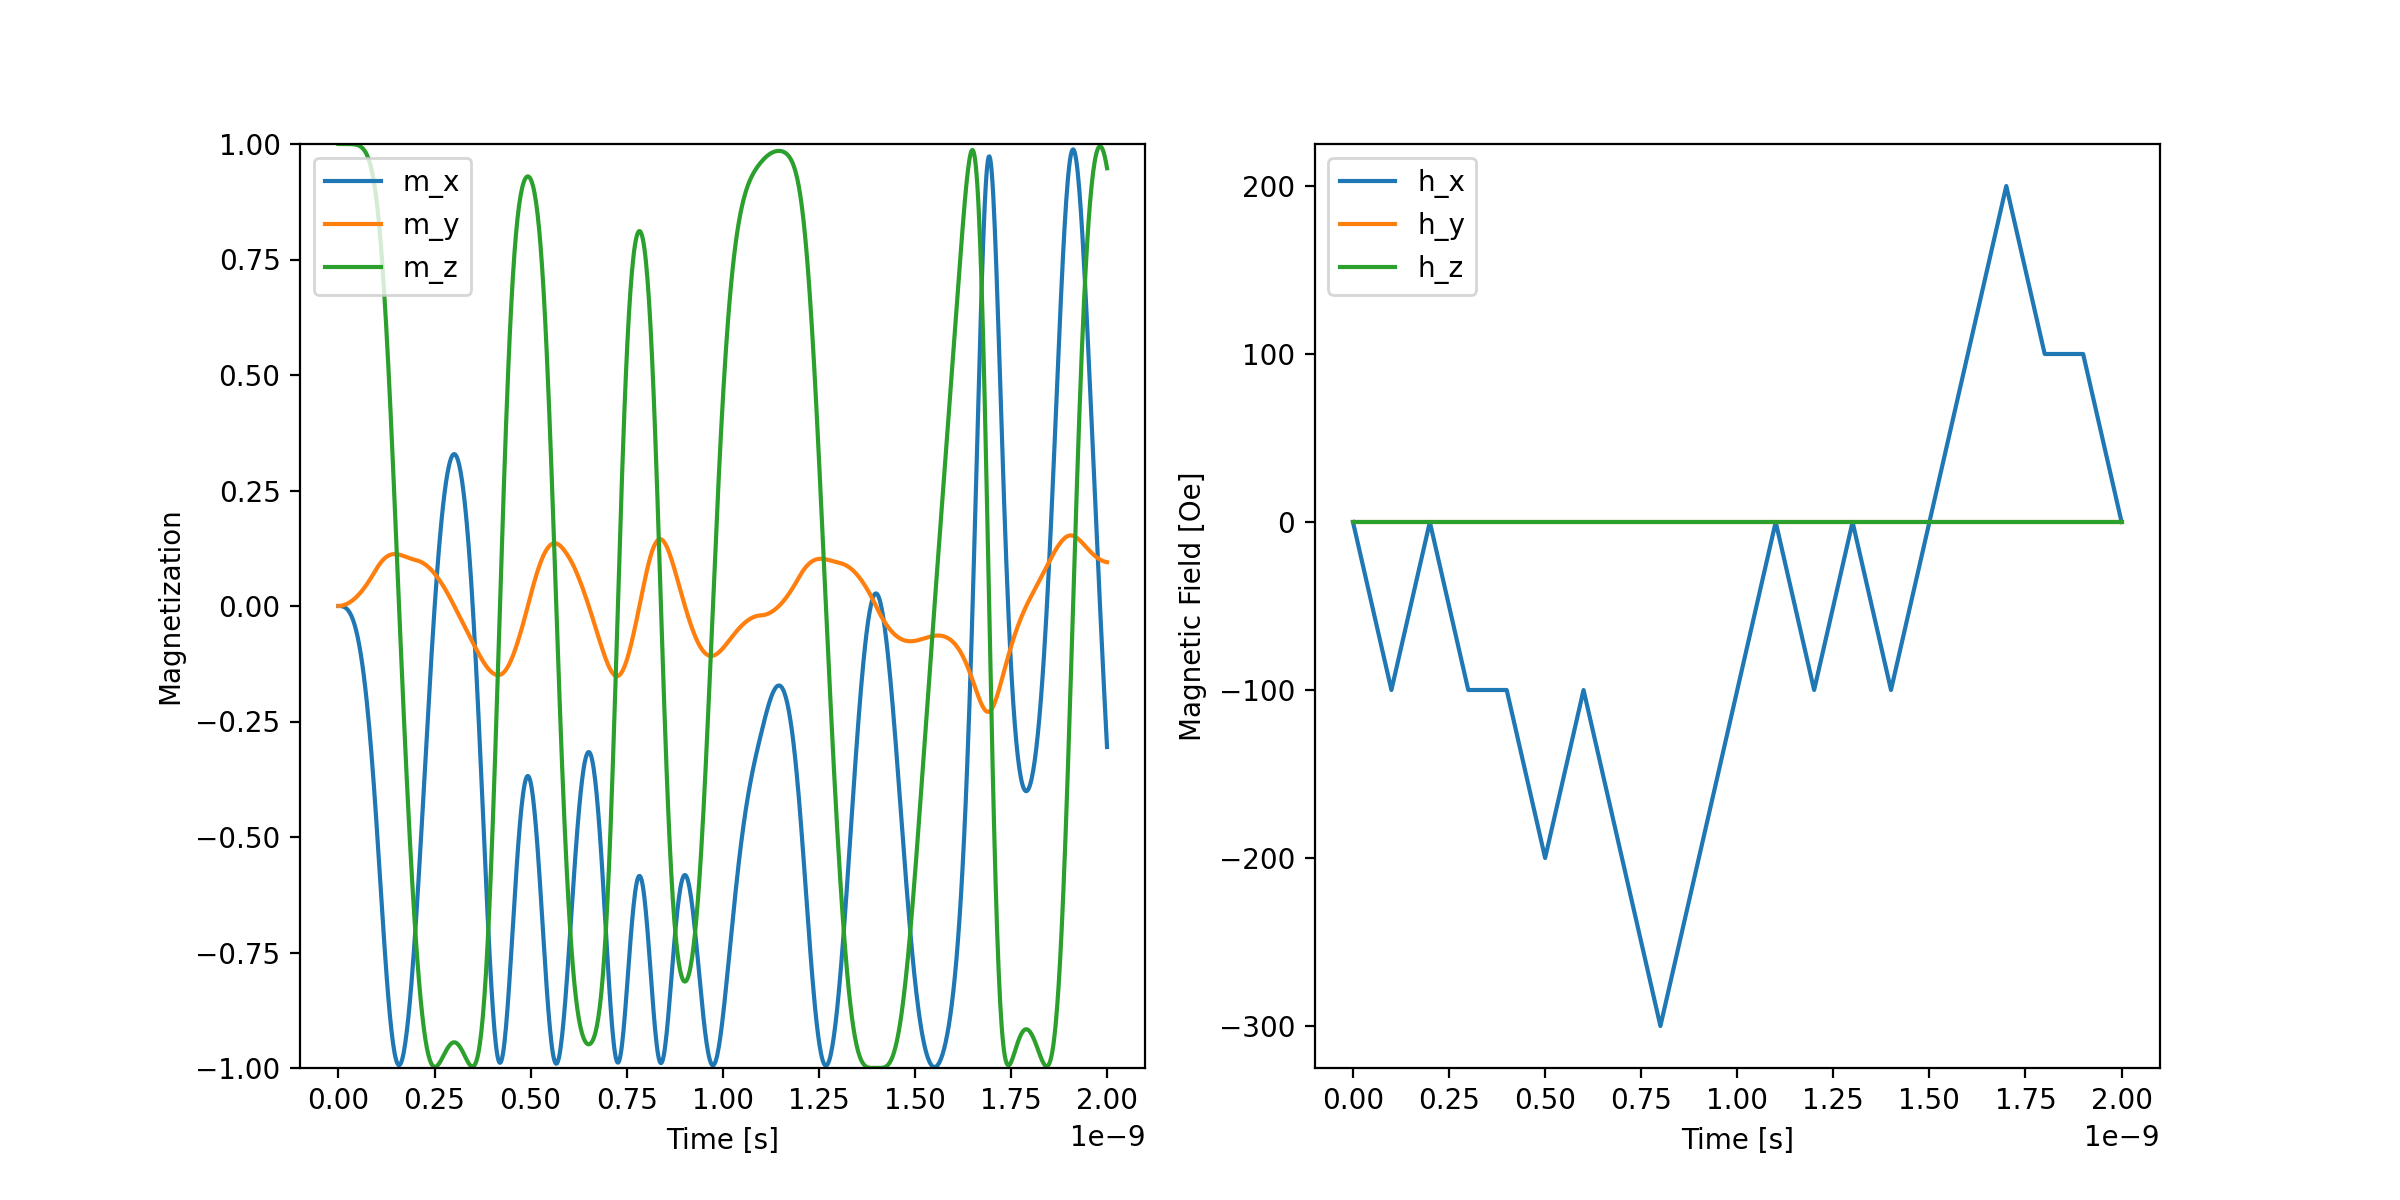 1.00
0.75
0.50
0.25
0.00
−0.25
−0.50
−0.75
−1.00
Magnetization
m_x
m_y
m_z
0.00 0.25 0.50 0.75 1.00 1.25 1.50 1.75 2.00
Time [s]
1e−9
200
100
0
−100
−200
−300
Magnetic Field [Oe]
h_x
h_y
h_z
0.00 0.25 0.50 0.75 1.00 1.25 1.50 1.75 2.00
Time [s]
1e−9